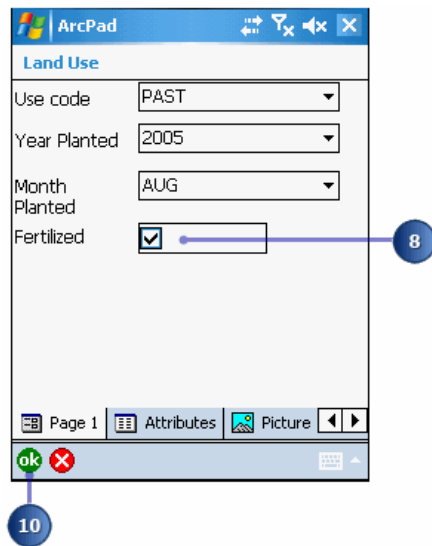 ArcPad
Land Use
Use code PAST
Year Planted 2005
Month AUG
Planted
Fertilized
8
Page 1 Attributes Picture
ok
10